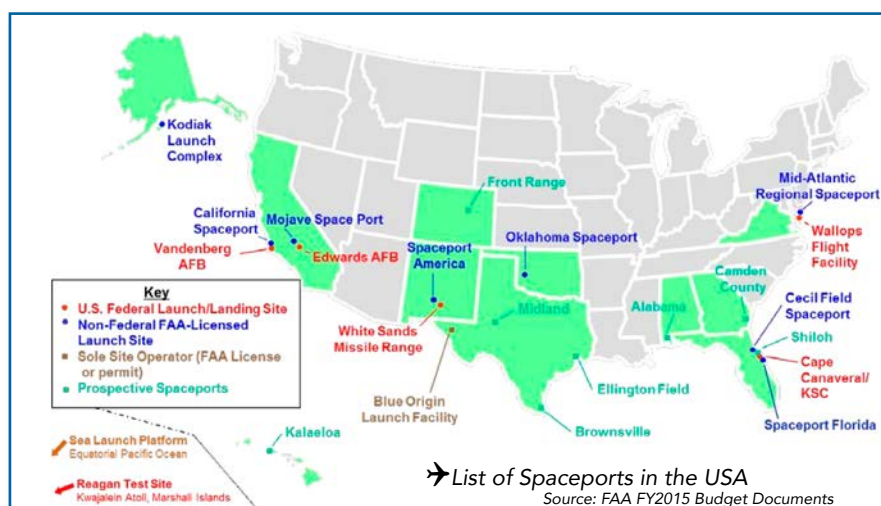 Kodiak
Launch
Complex
Front Range
Mid-Atlantic
Regional Spaceport
California
Spaceport
Mojave Space Port
Vandenberg
AFB
Edwards AFB
Spaceport
America
Oklahoma Spaceport
Wallops
Flight
Facility
Camden
County
Key
U.S. Federal Launch/Landing Site
Non-Federal FAA-Licensed
Launch Site
Sole Site Operator (FAA License
or permit)
Prospective Spaceports
White Sands
Missile Range
Midland
Alabama
Cecil Field
Spaceport
Shiloh
Cape
Canaveral/
KSC
Spaceport Florida
Blue Origin
Launch Facility
Ellington Field
Brownsville
Kalaeloa
Sea Launch Platform
Equatorial Pacific Ocean
Reagan Test Site
Kwajalein Atoll, Marshall Islands
List of Spaceports in the USA
Source: FAA FY2015 Budget Documents